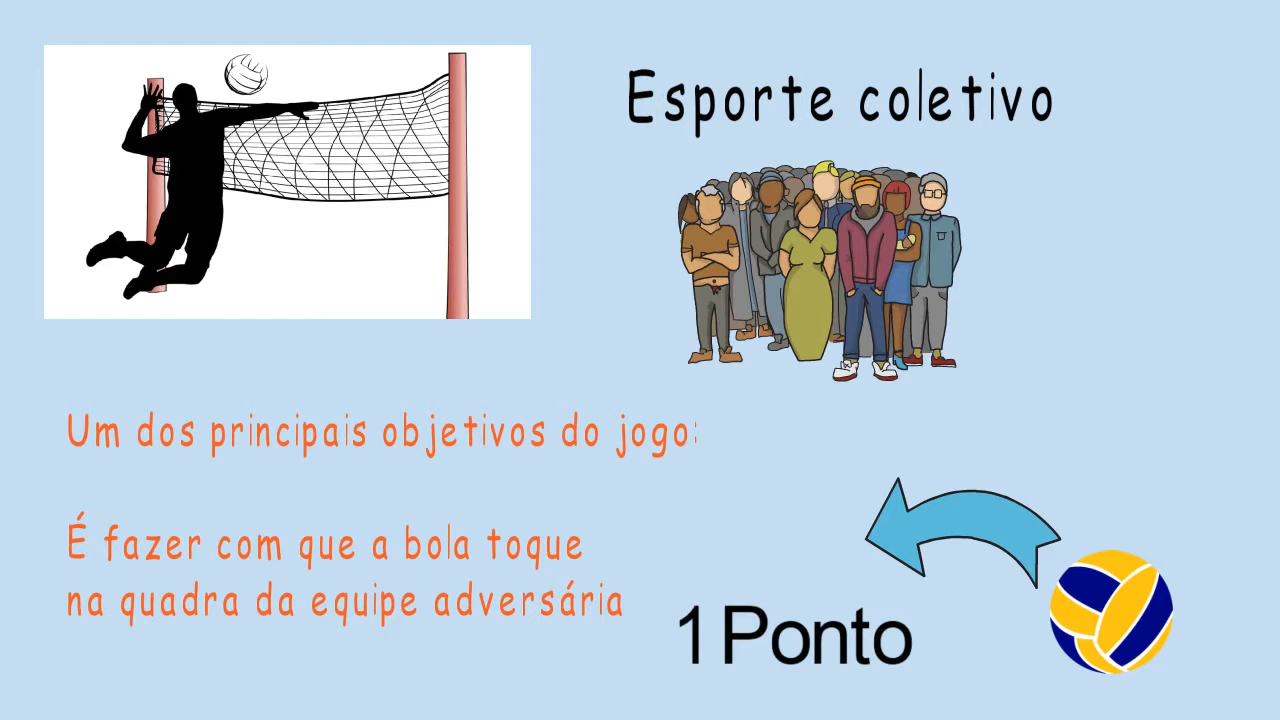 Esporte coletivo
Um dos principais objetivos do jogo:
É fazer com que a bola toque
na quadra da equipe adversária
1 Ponto